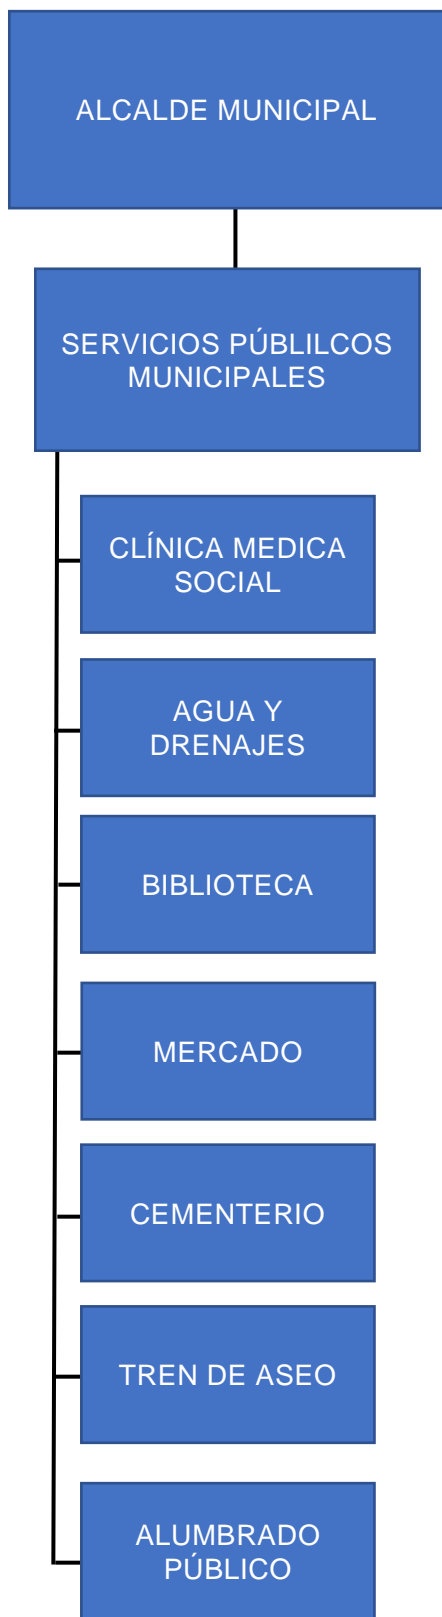 ALCALDE MUNICIPAL
SERVICIOS PÚBLILCOS
MUNICIPALES
CLÍNICA MEDICA
SOCIAL
AGUA Y
DRENAJES
BIBLIOTECA
MERCADO
CEMENTERIO
TREN DE ASEO
ALUMBRADO
PÚBLICO